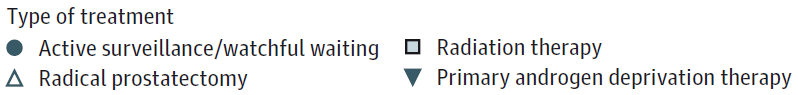 Type of treatment
Active surveillance/watchful waiting
Radiation therapy
Radical prostatectomy
Primary androgen deprivation therapy